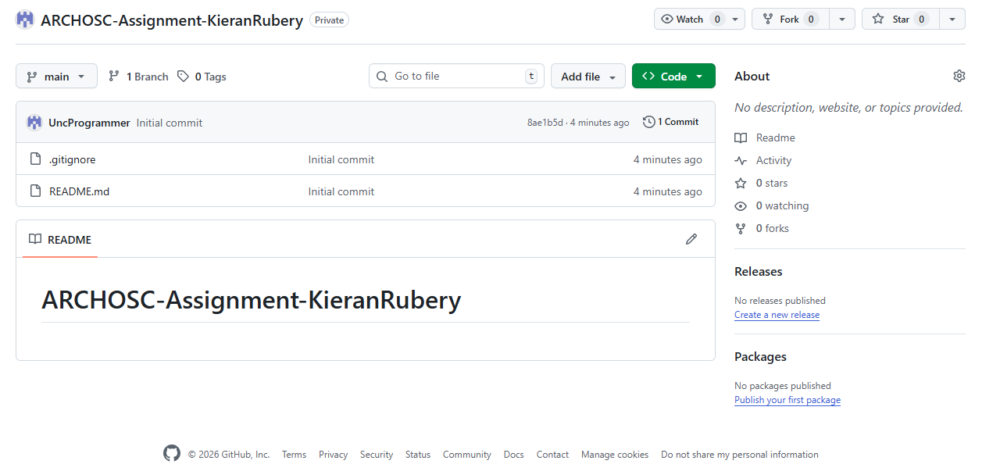 ARCHOSC-Assignment-KieranRubery Private Watch 0 Fork 0 Star 0
main 1 Branch 0 Tags Go to file t Add file Code
UncProgrammer Initial commit 8ae1b5d · 4 minutes ago 1 Commit
.gitignore Initial commit 4 minutes ago
README.md Initial commit 4 minutes ago
README
ARCHOSC-Assignment-KieranRubery
About
No description, website, or topics provided.
Readme
Activity
0 stars
0 watching
0 forks
Releases
No releases published
Create a new release
Packages
No packages published
Publish your first package
© 2026 GitHub, Inc. Terms Privacy Security Status Community Docs Contact Manage cookies Do not share my personal information